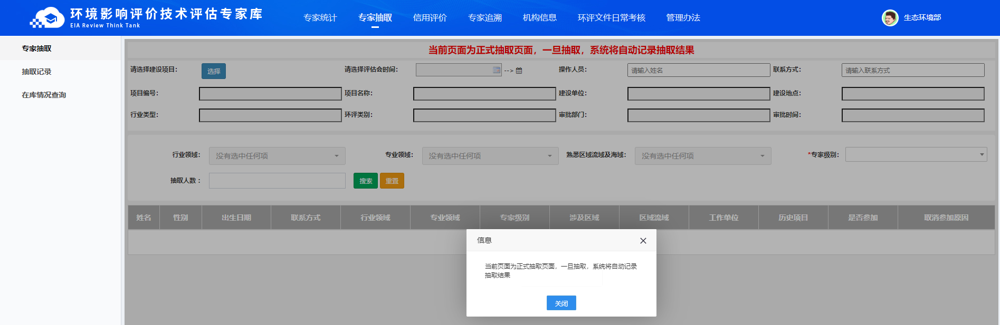 环境影响评价技术评估专家库
EIA Review Think Tank
专家统计 专家抽取 信用评价 专家追溯 机构信息 环评文件日常考核 管理办法 生态环境部
专家抽取
抽取记录
在库情况查询
当前页面为正式抽取页面，一旦抽取，系统将自动记录抽取结果
请选择建设项目： 选择 请选择评估会时间： --> 操作人员： 请输入姓名 联系方式： 请输入联系方式
项目编号： 项目名称： 建设单位： 建设地点：
行业类型： 环评类别： 审批部门： 审批时间：
行业领域： 没有选中任何项 专业领域： 没有选中任何项 熟悉区域流域及海域： 没有选中任何项 *专家级别：
抽取人数： 搜索 重置
姓名 性别 出生日期 联系方式 行业领域 专业领域 专家级别 涉及区域 区域流域 工作单位 历史项目 是否参加 取消参加原因
信息
当前页面为正式抽取页面，一旦抽取，系统将自动记录
抽取结果
关闭